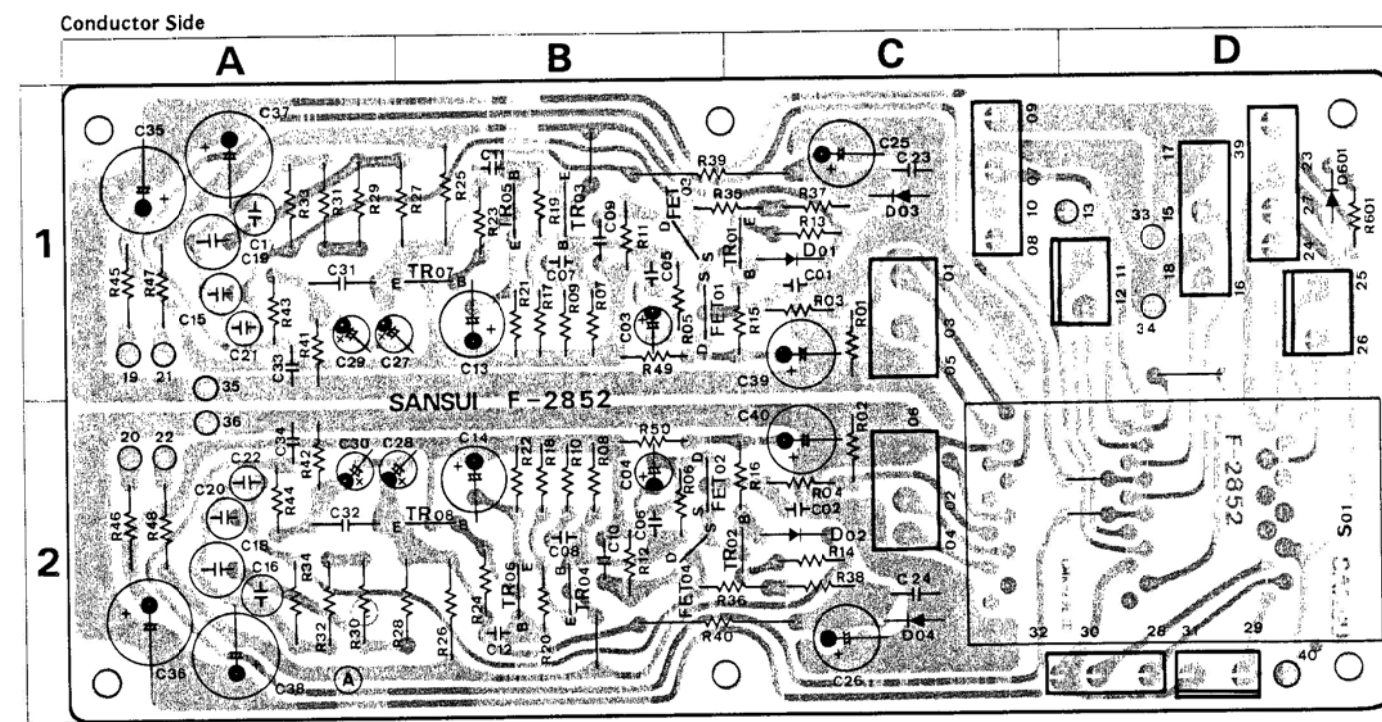 Conductor Side
A B C D
C37
C35
C11 R39 C25 C23
R33 R31 R29 R27 R25 R23 TR05 B R19 E TR03 C09 R11 D FET03 R35 R37 D03
09 07 10 08
17 39 23 27 D601 R601
13 33 15
1
C17 C19 E C07 B C05 S S TR01 E R13 D01 C01 B
R45 R47 C31 E TR07 B
11 12 18 16 24 25
C15 R43 R21 R17 R09 R07 C03 R05 FET01 R15 R03 R01 01 03 05
34 26
C21 R41 C33 C29 C27 C13 D R49 C39
19 21 35
SANSUI F-2852
36
20 22 C34 C30 C28 C14 R22 R18 R10 R08 R50 C40 R02 06
C22 R42 C04 R06 D FET02 R16 R04 02
C20 R44 F-2852 S01
R46 R48 C32 E TR08 B C06 S S C02 04
C18 C16 R34 E C08 B C10 R12 D FET04 TR02 B D02 R14
2
R24 TR06 B TR04 E R36 R38 C24
R32 R30 R28 R26 C12 R20 R40 D04
32 30 28 31 29 40
C36 C38 A C26